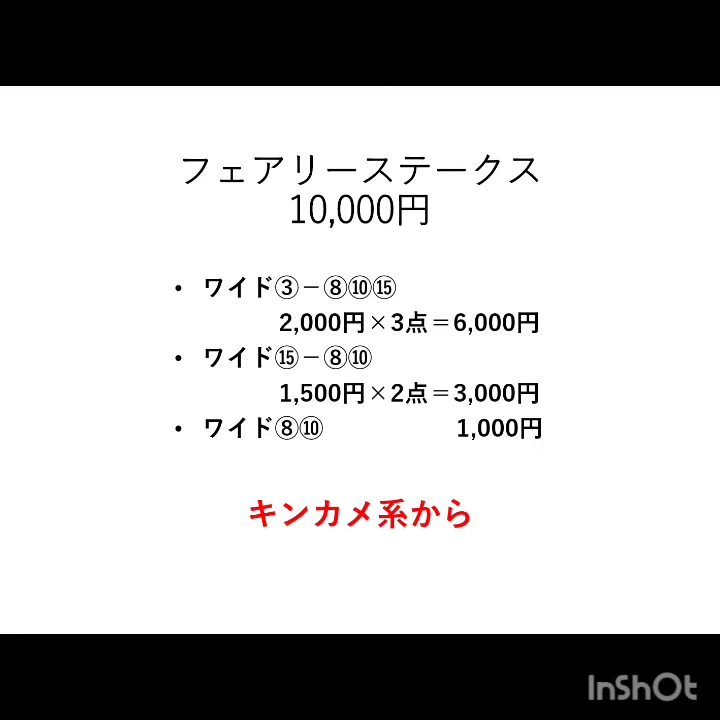 フェアリーステークス
10,000円
• ワイド③－⑧⑩⑮
2,000円×3点＝6,000円
• ワイド⑮－⑧⑩
1,500円×2点＝3,000円
• ワイド⑧⑩ 1,000円
キンカメ系から
InShOt